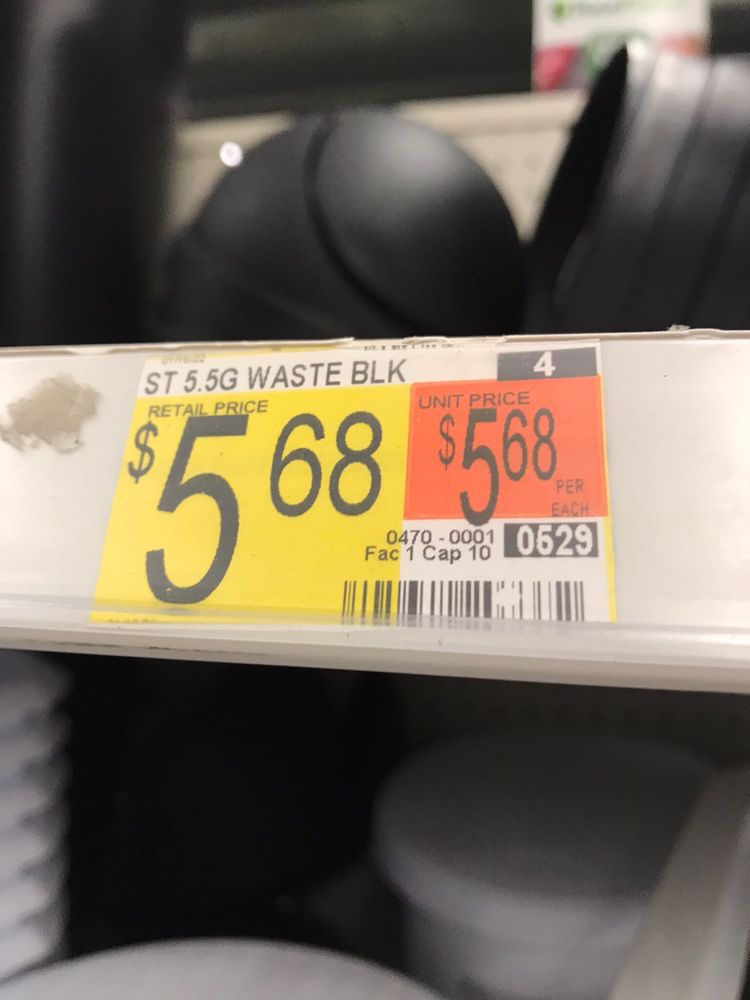 ST 5.5G WASTE BLK
4
RETAIL PRICE
$5 68
UNIT PRICE
$5 68
PER
EACH
0470 - 0001
Fac 1 Cap 10
0529